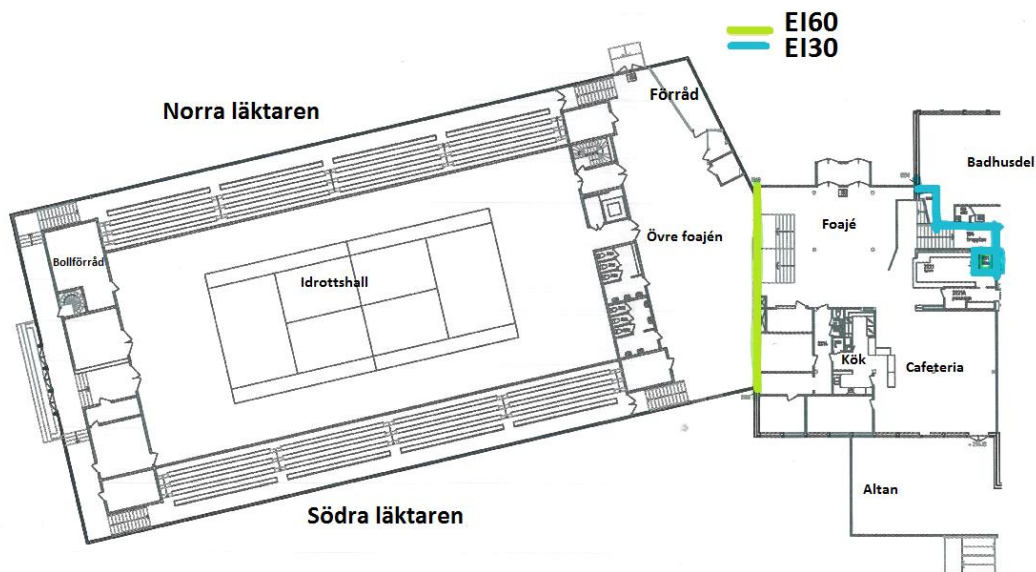 EI60
EI30
Norra läktaren
Förråd
Badhusdel
Foajé
Övre foajén
Bollförråd
Idrottshall
Kök
Cafeteria
Altan
Södra läktaren